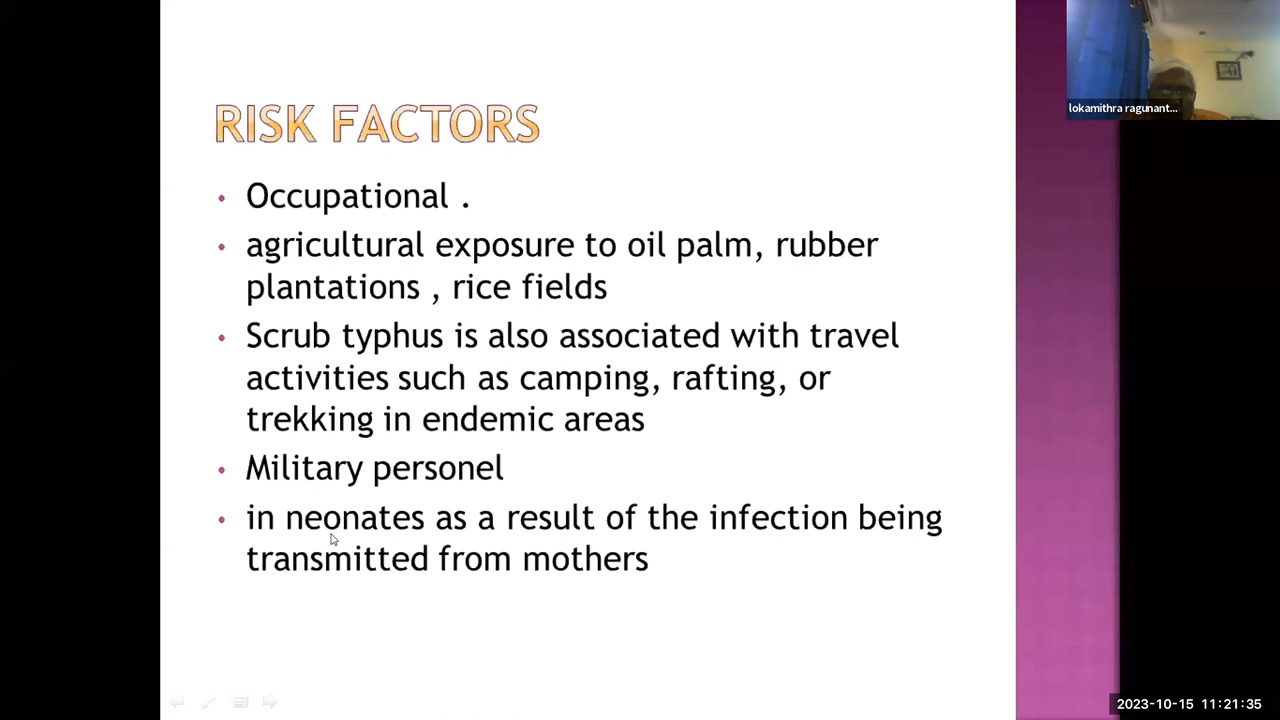 lokamithra ragunant...
RISK FACTORS
• Occupational .
• agricultural exposure to oil palm, rubber
plantations , rice fields
• Scrub typhus is also associated with travel
activities such as camping, rafting, or
trekking in endemic areas
• Military personel
• in neonates as a result of the infection being
transmitted from mothers
2023-10-15 11:21:35